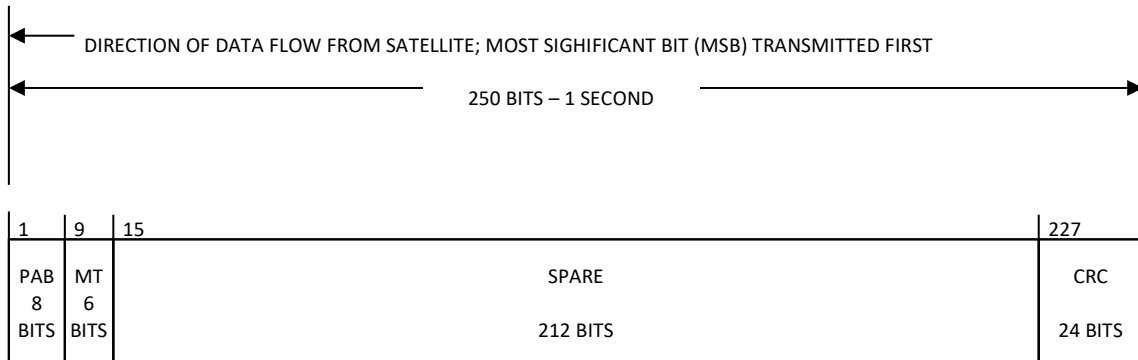 DIRECTION OF DATA FLOW FROM SATELLITE; MOST SIGHIFICANT BIT (MSB) TRANSMITTED FIRST
250 BITS – 1 SECOND
1 9 15 227
PAB MT SPARE CRC
8 6
BITS BITS 212 BITS 24 BITS